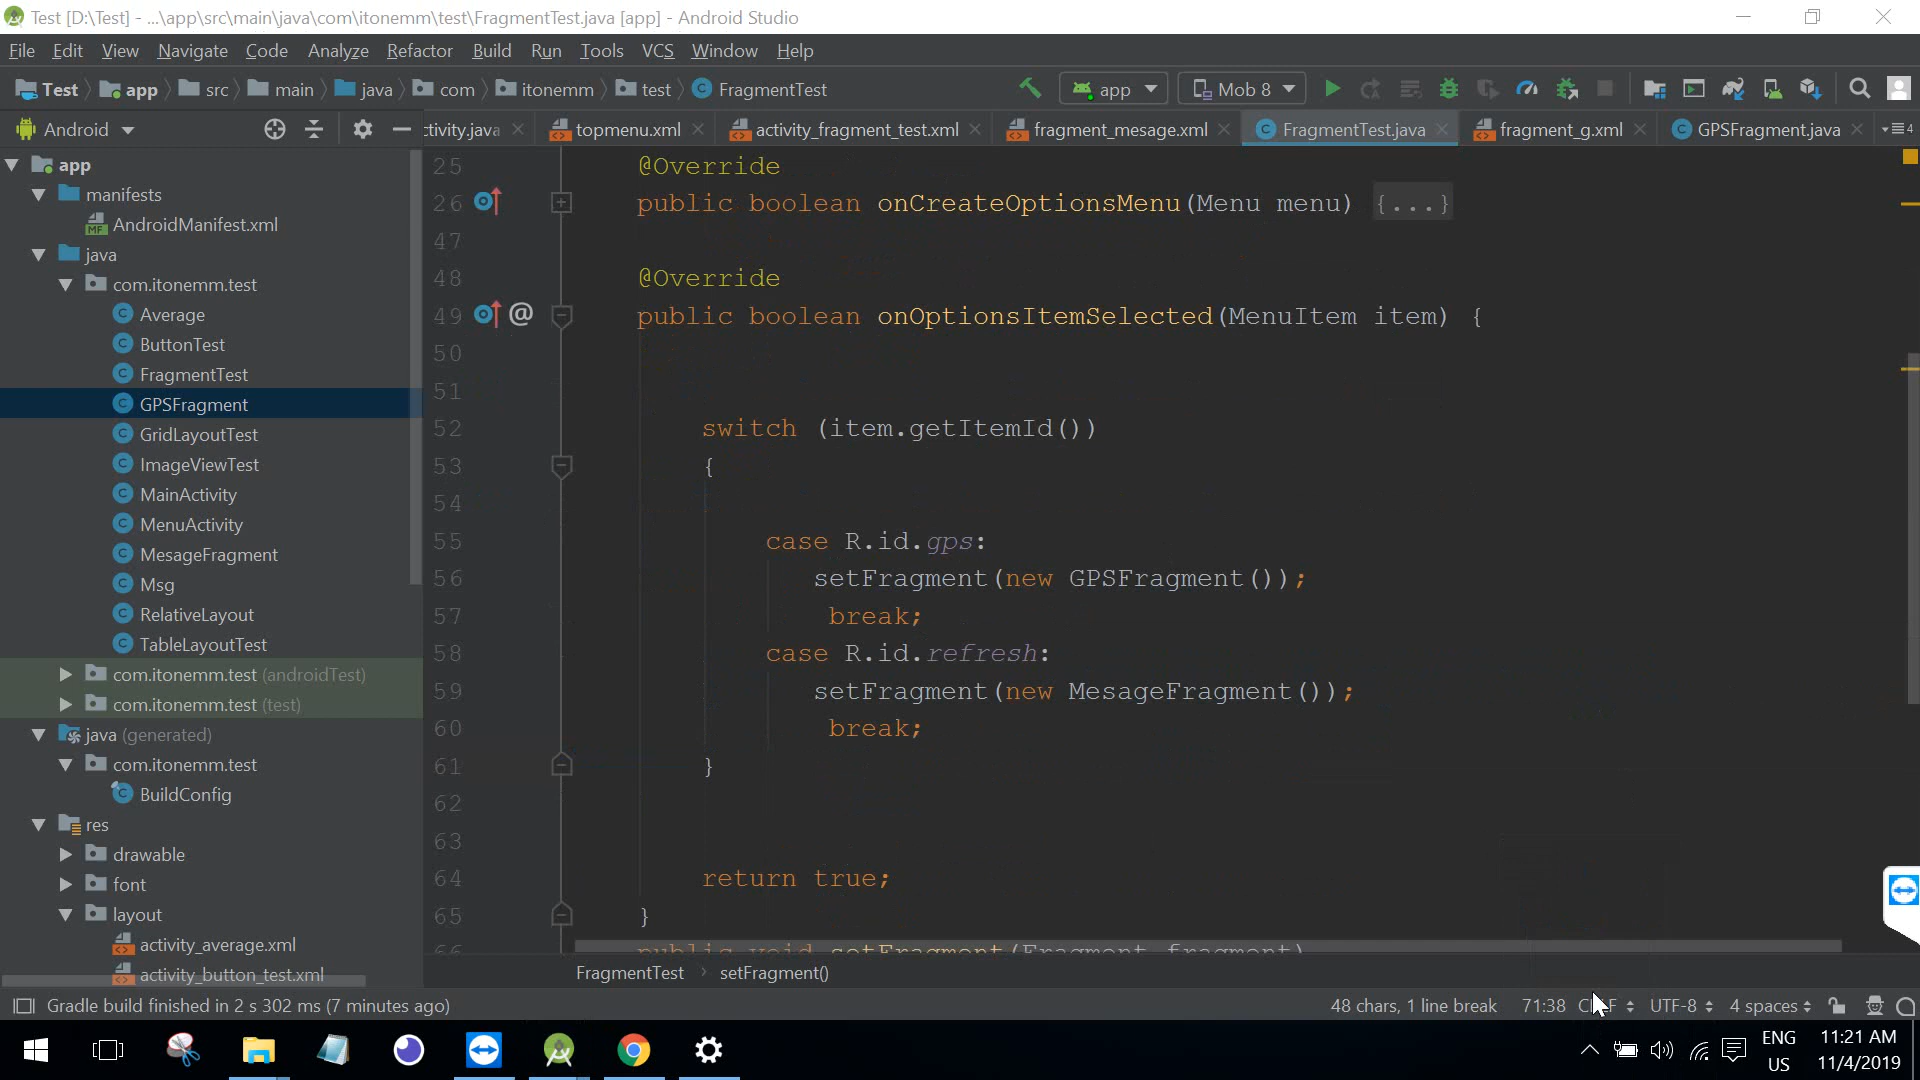 Test [D:\Test] - ...\app\src\main\java\com\itonemm\test\FragmentTest.java [app] - Android Studio
File Edit View Navigate Code Analyze Refactor Build Run Tools VCS Window Help
Test app src main java com itonemm test FragmentTest app Mob 8
Android ctivity.java topmenu.xml activity_fragment_test.xml fragment_mesage.xml FragmentTest.java fragment_g.xml GPSFragment.java 4
app
manifests
AndroidManifest.xml
java
com.itonemm.test
Average
ButtonTest
FragmentTest
GPSFragment
GridLayoutTest
ImageViewTest
MainActivity
MenuActivity
MesageFragment
Msg
RelativeLayout
TableLayoutTest
com.itonemm.test (androidTest)
com.itonemm.test (test)
java (generated)
com.itonemm.test
BuildConfig
res
drawable
font
layout
activity_average.xml
activity_button_test.xml
25 @Override
26 public boolean onCreateOptionsMenu(Menu menu) {...}
47
48 @Override
49 @ public boolean onOptionsItemSelected(MenuItem item) {
50
51
52 switch (item.getItemId())
53 {
54
55 case R.id.gps:
56 setFragment(new GPSFragment());
57 break;
58 case R.id.refresh:
59 setFragment(new MesageFragment());
60 break;
61 }
62
63
64 return true;
65 }
66 public void setFragment(Fragment fragment)
FragmentTest › setFragment()
Gradle build finished in 2 s 302 ms (7 minutes ago) 48 chars, 1 line break 71:38 UTF-8 4 spaces
ENG 11:21 AM
US 11/4/2019